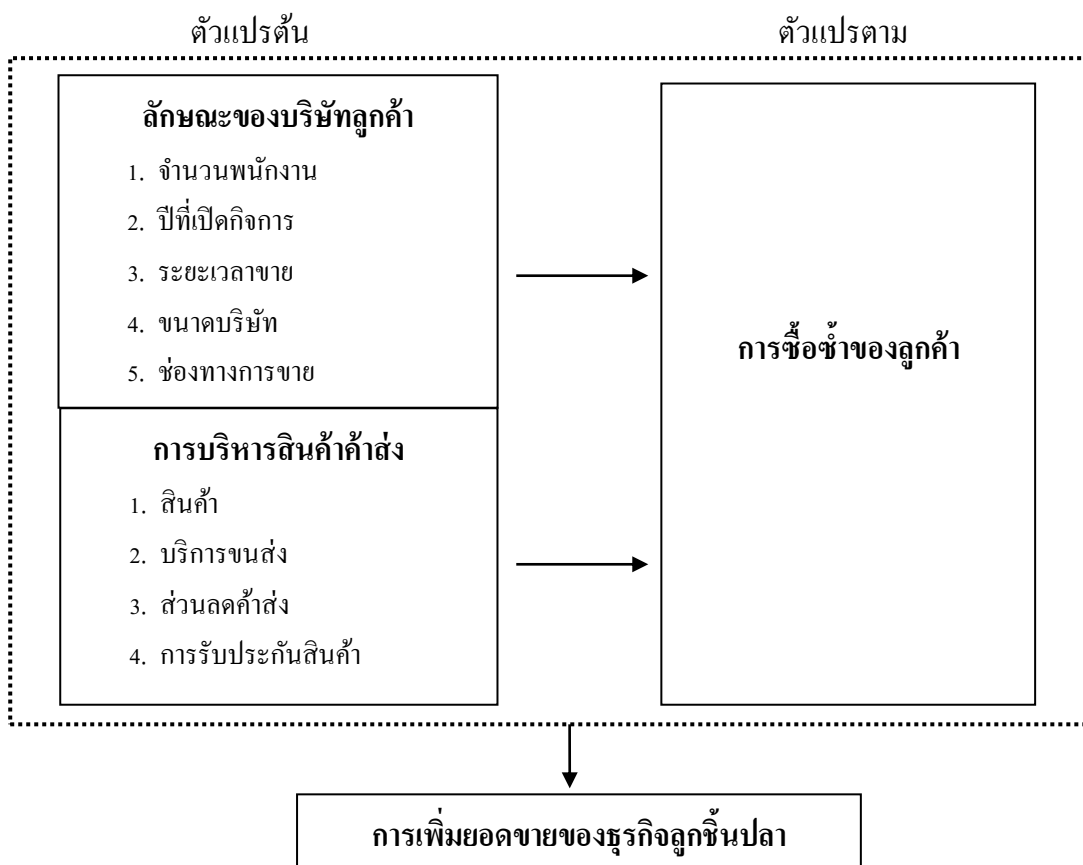 ตัวแปรต้น
ตัวแปรตาม
ลักษณะของบริษัทลูกค้า
1. จำนวนพนักงาน
2. ปีที่เปิดกิจการ
3. ระยะเวลาขาย
4. ขนาดบริษัท
5. ช่องทางการขาย
การบริหารสินค้าค้าส่ง
1. สินค้า
2. บริการขนส่ง
3. ส่วนลดค้าส่ง
4. การรับประกันสินค้า
การซื้อซ้ำของลูกค้า
การเพิ่มยอดขายของธุรกิจลูกชิ้นปลา